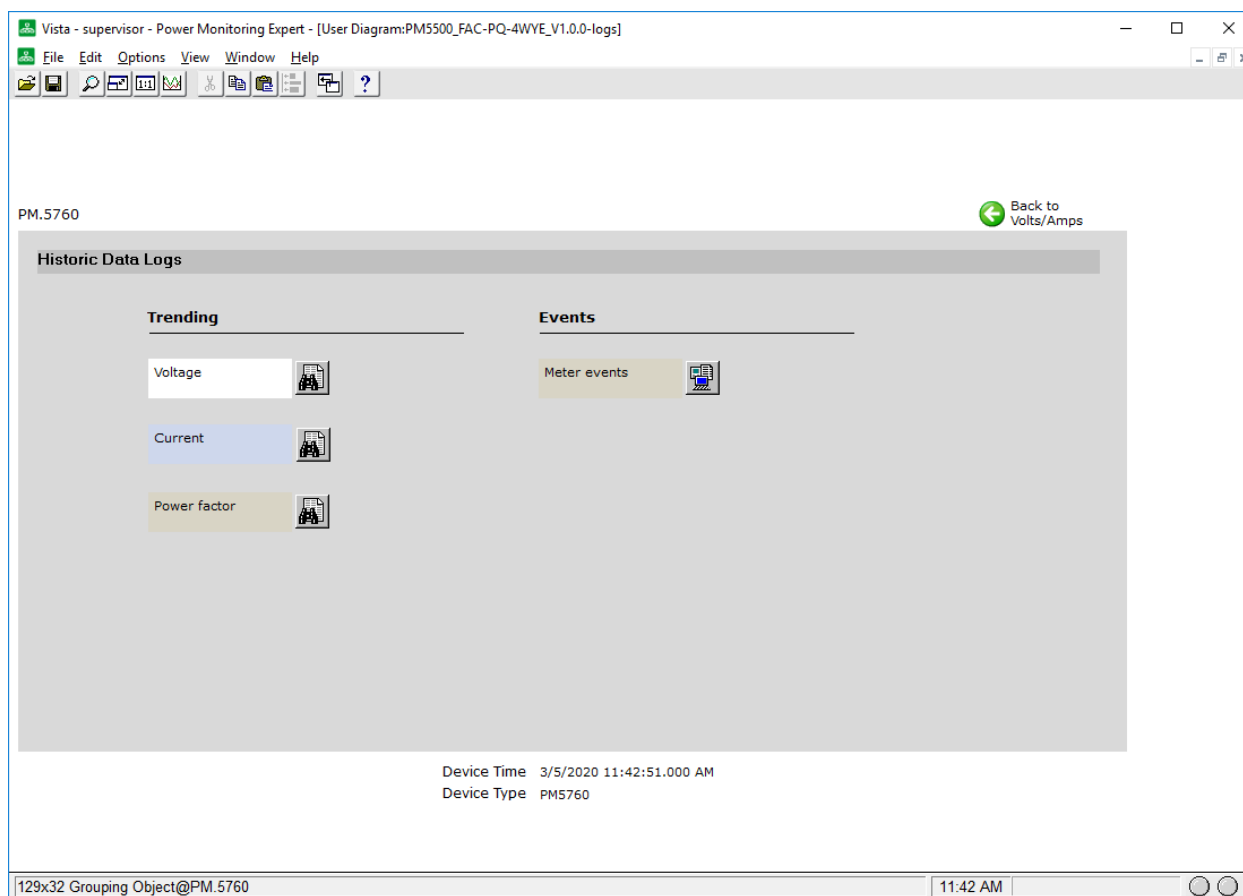 Vista - supervisor - Power Monitoring Expert - [User Diagram:PM5500_FAC-PQ-4WYE_V1.0.0-logs]
File Edit Options View Window Help
1:1 ?
PM.5760
Back to
Volts/Amps
Historic Data Logs
Trending Events
Voltage Meter events
Current
Power factor
Device Time 3/5/2020 11:42:51.000 AM
Device Type PM5760
129x32 Grouping Object@PM.5760 11:42 AM